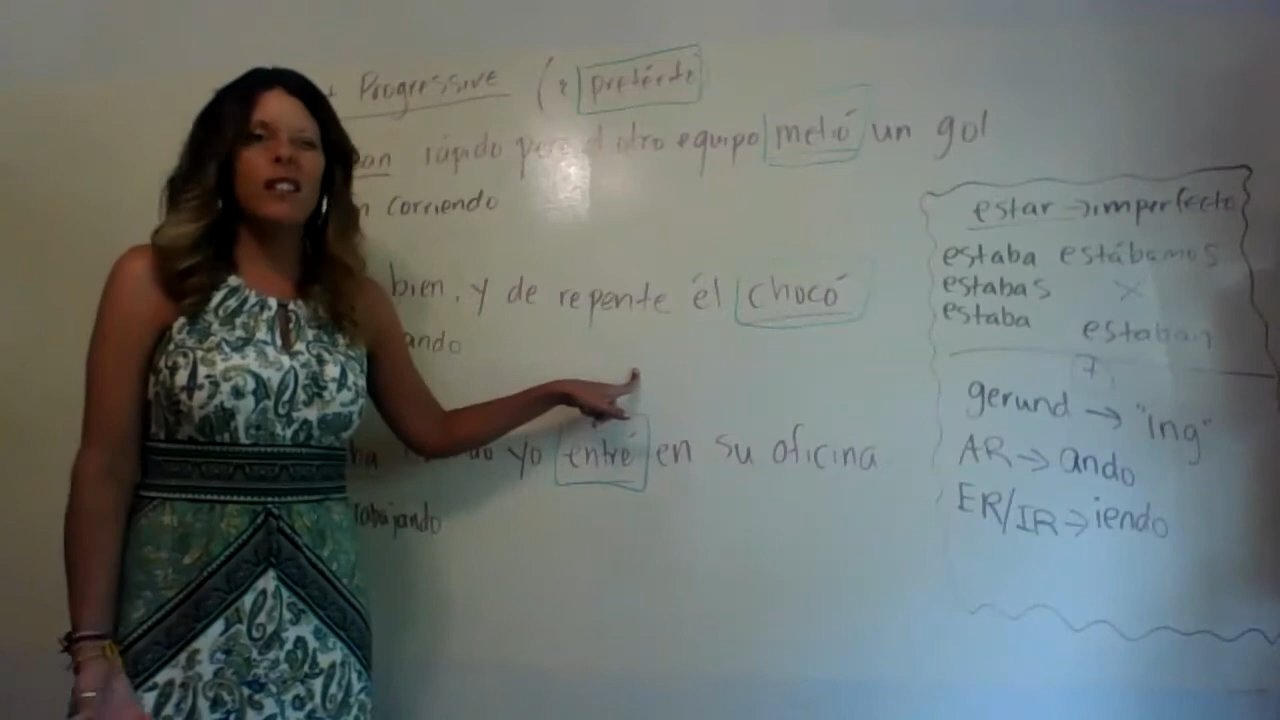 Progressive ( pretérito
rápido pero el otro equipo metió un gol
corriendo
bien, y de repente él chocó
ando
yo entré en su oficina
trabajando
estar → imperfecto
estaba estábamos
estabas X
estaba estaban
gerund → "ing"
AR → ando
ER/IR → iendo